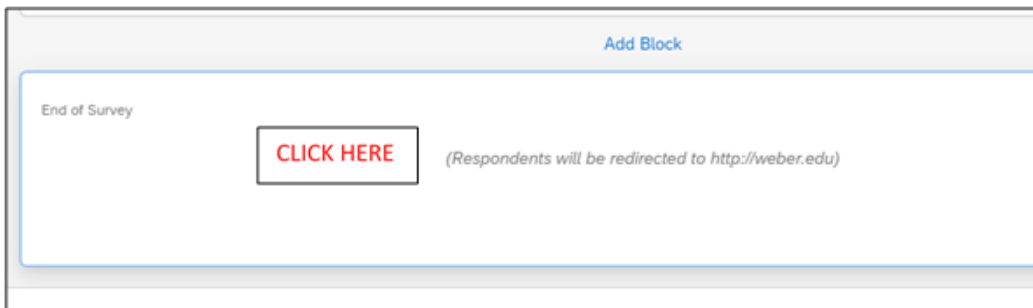 Add Block
End of Survey
CLICK HERE (Respondents will be redirected to http://weber.edu)